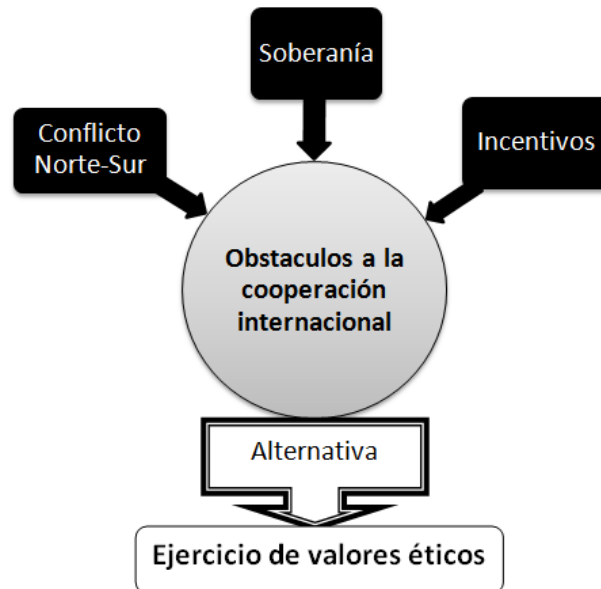 Soberanía
Conflicto
Norte-Sur
Incentivos
Obstaculos a la
cooperación
internacional
Alternativa
Ejercicio de valores éticos